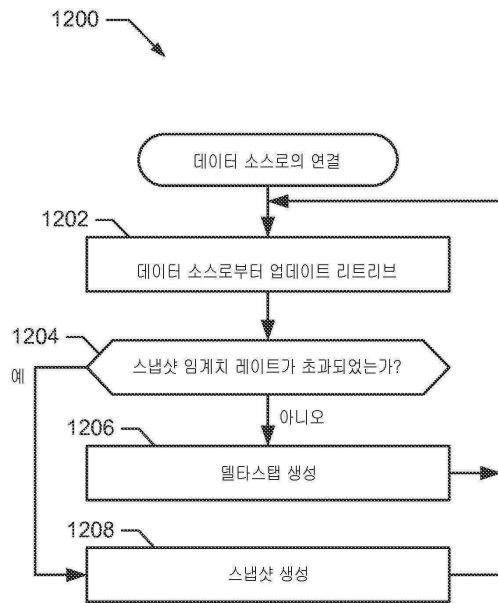 1200
데이터 소스로의 연결
1202
데이터 소스로부터 업데이트 리트리브
1204
스냅샷 임계치 레이트가 초과되었는가?
예
아니오
1206
델타스탭 생성
1208
스냅샷 생성